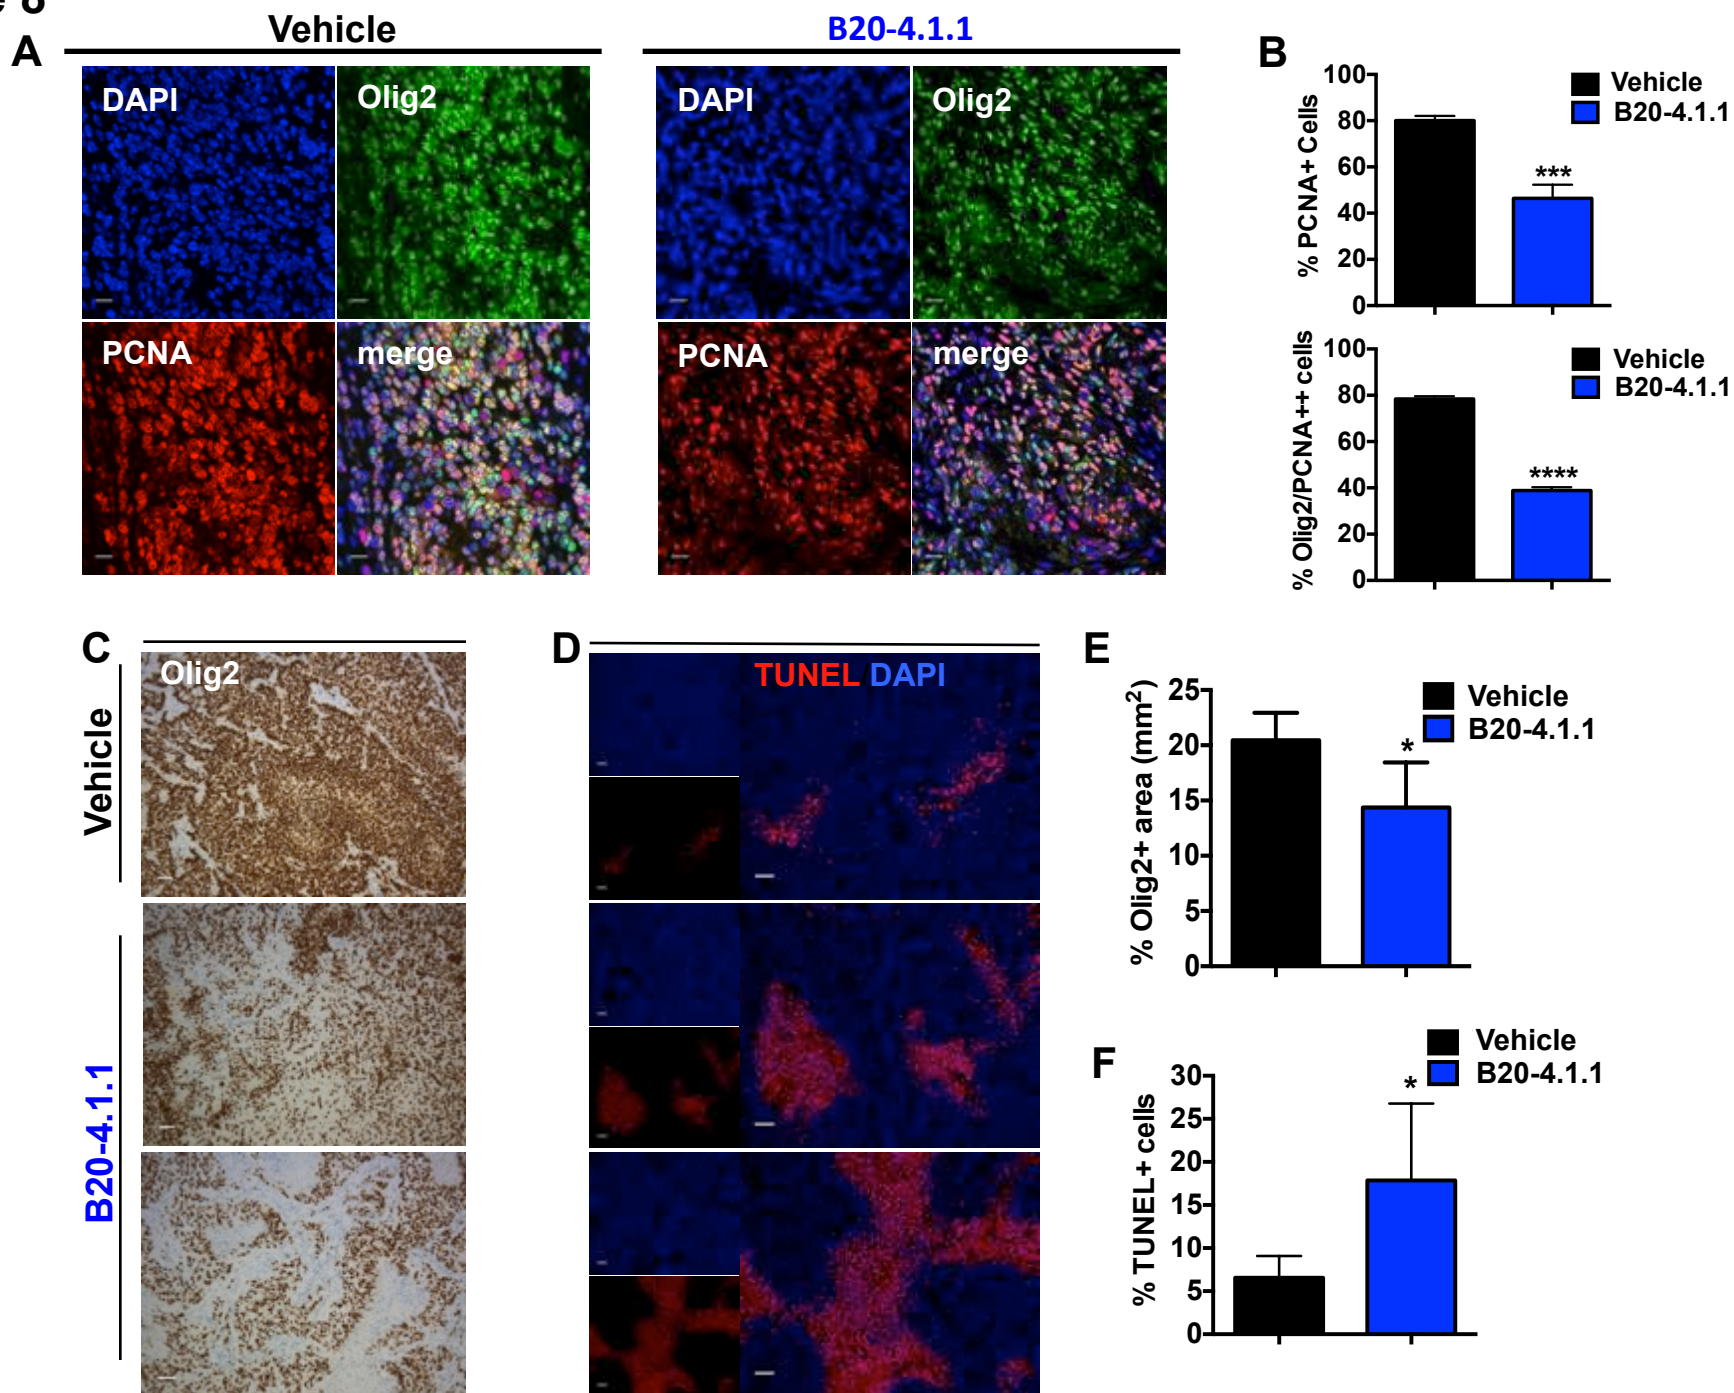 Vehicle
B20-4.1.1
A
DAPI
Olig2
DAPI
Olig2
PCNA
merge
PCNA
merge
B
100
80
60
40
20
0
% PCNA+ Cells
***
Vehicle
B20-4.1.1
100
80
60
40
20
0
% Olig2/PCNA++ cells
****
Vehicle
B20-4.1.1
C
Olig2
Vehicle
B20-4.1.1
D
TUNEL DAPI
E
25
20
15
10
5
0
% Olig2+ area (mm²)
*
Vehicle
B20-4.1.1
F
30
25
20
15
10
5
0
% TUNEL+ cells
*
Vehicle
B20-4.1.1